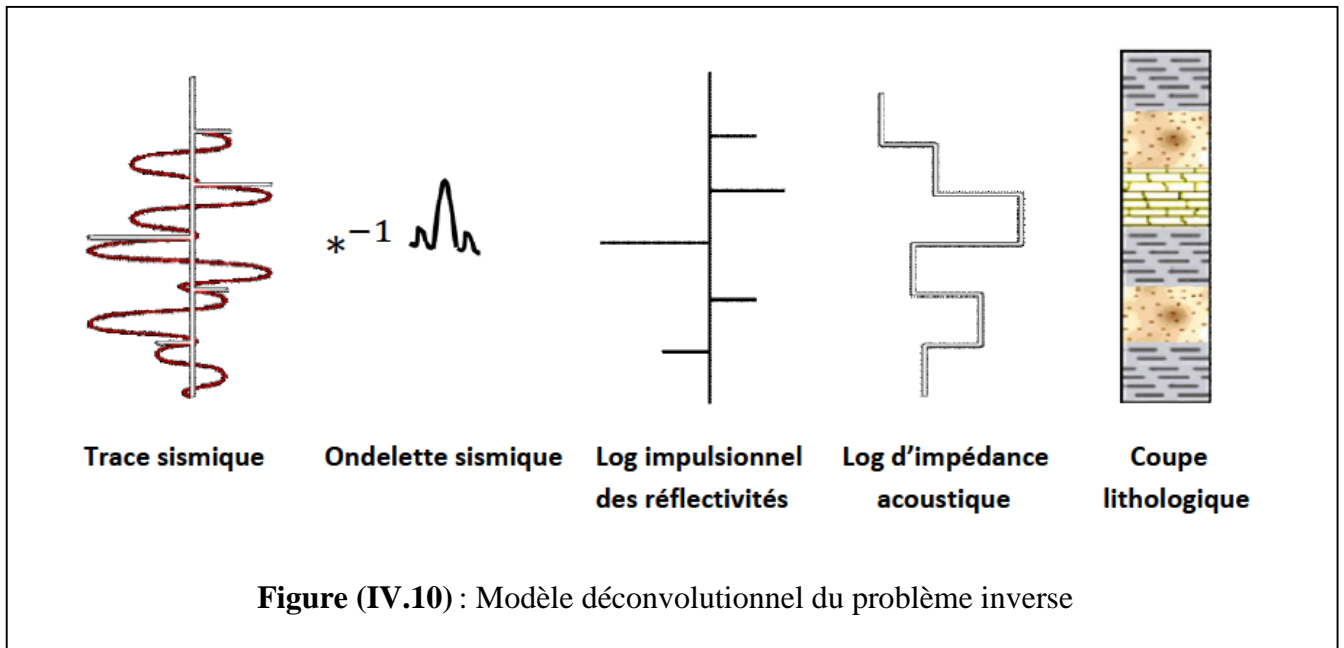 *⁻¹
Trace sismique
Ondelette sismique
Log impulsionnel
des réflectivités
Log d’impédance
acoustique
Coupe
lithologique
Figure (IV.10) : Modèle déconvolutionnel du problème inverse